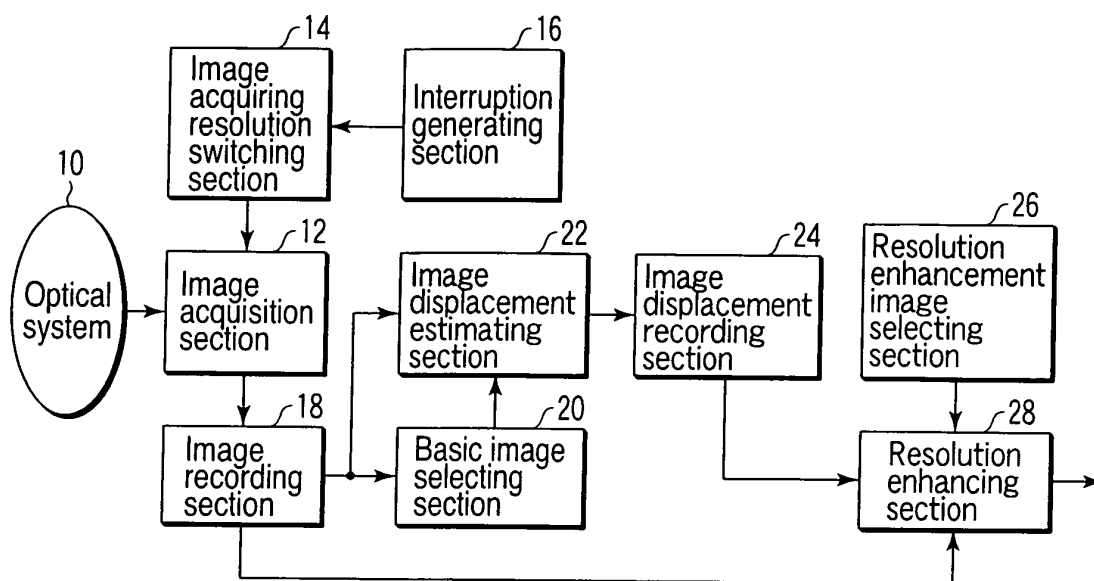 14
Image
acquiring
resolution
switching
section
16
Interruption
generating
section
10
Optical
system
12
Image
acquisition
section
22
Image
displacement
estimating
section
24
Image
displacement
recording
section
26
Resolution
enhancement
image
selecting
section
18
Image
recording
section
20
Basic image
selecting
section
28
Resolution
enhancing
section